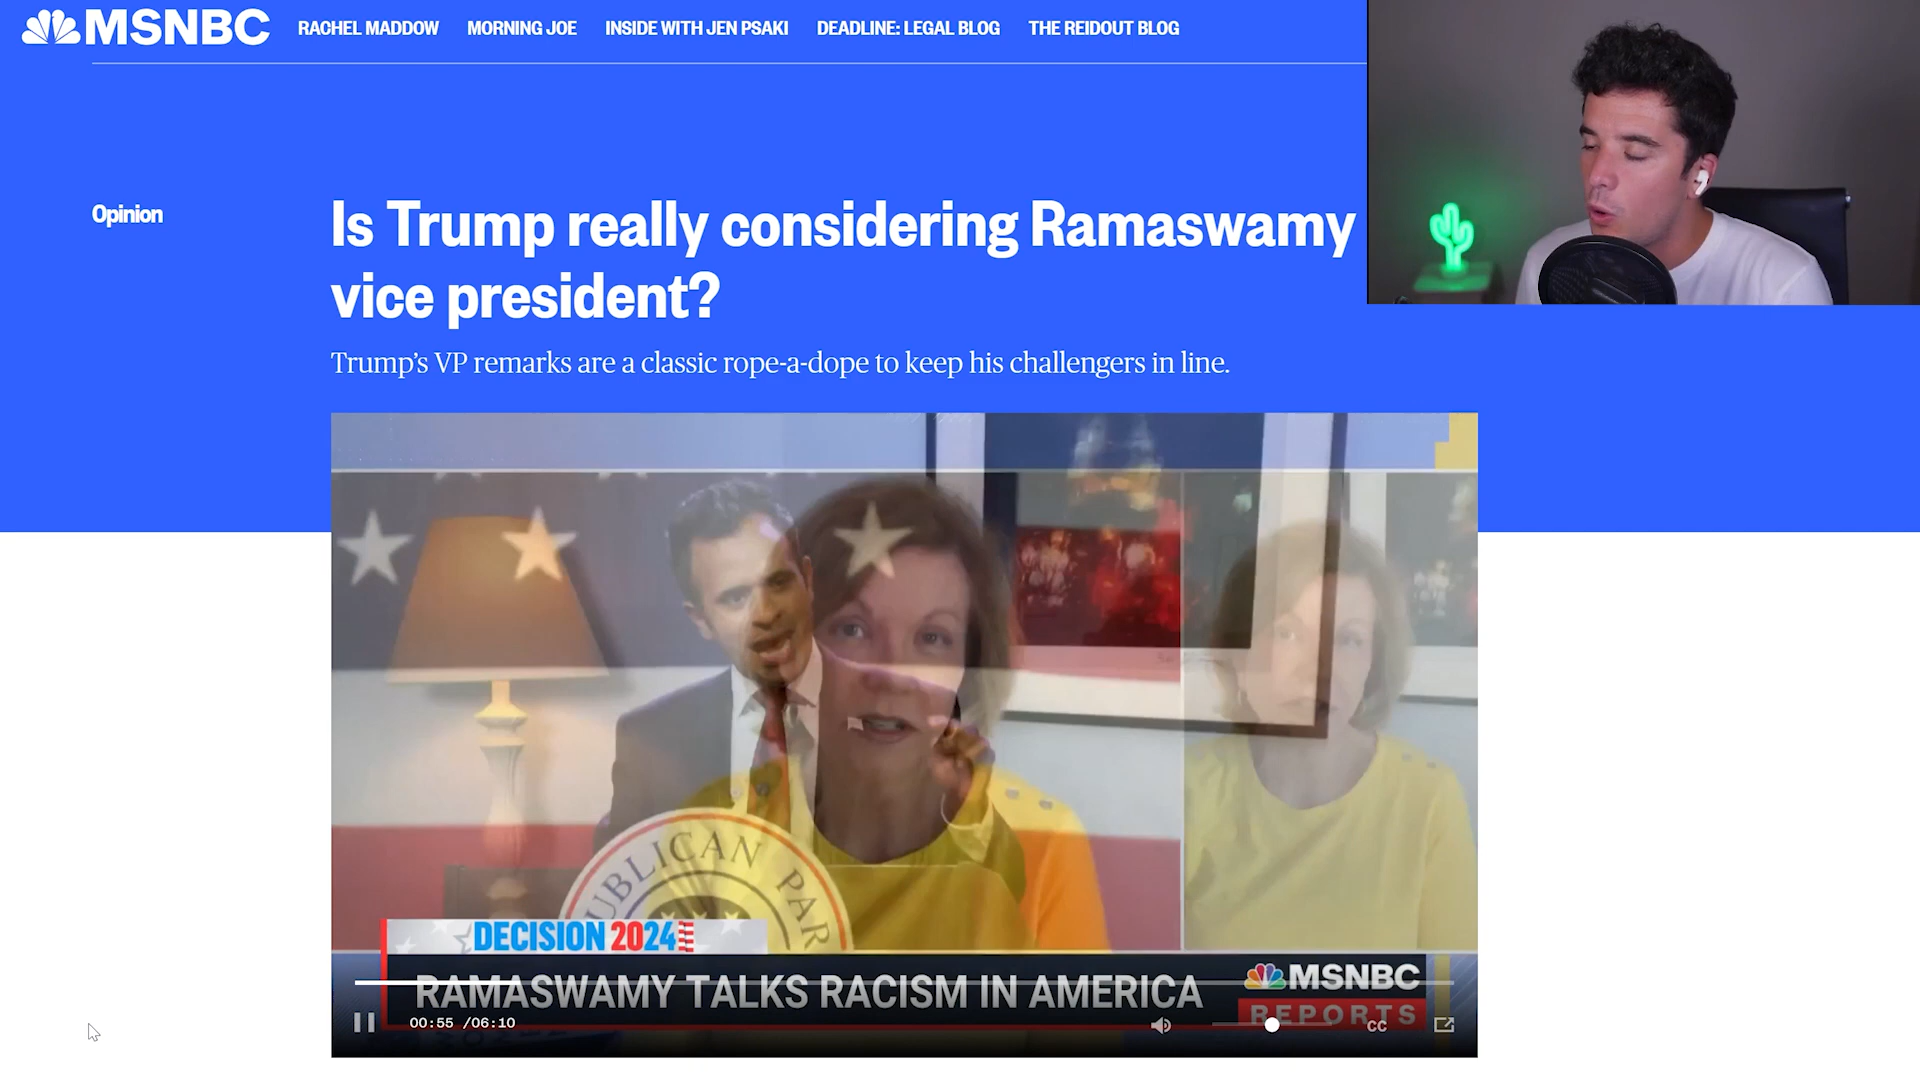 MSNBC RACHEL MADDOW MORNING JOE INSIDE WITH JEN PSAKI DEADLINE: LEGAL BLOG THE REIDOUT BLOG
Opinion
Is Trump really considering Ramaswamy
vice president?
Trump's VP remarks are a classic rope-a-dope to keep his challengers in line.
UBLICAN PAR
DECISION 2024
RAMASWAMY TALKS RACISM IN AMERICA
MSNBC
REPORTS
00:55 /06:10
CC